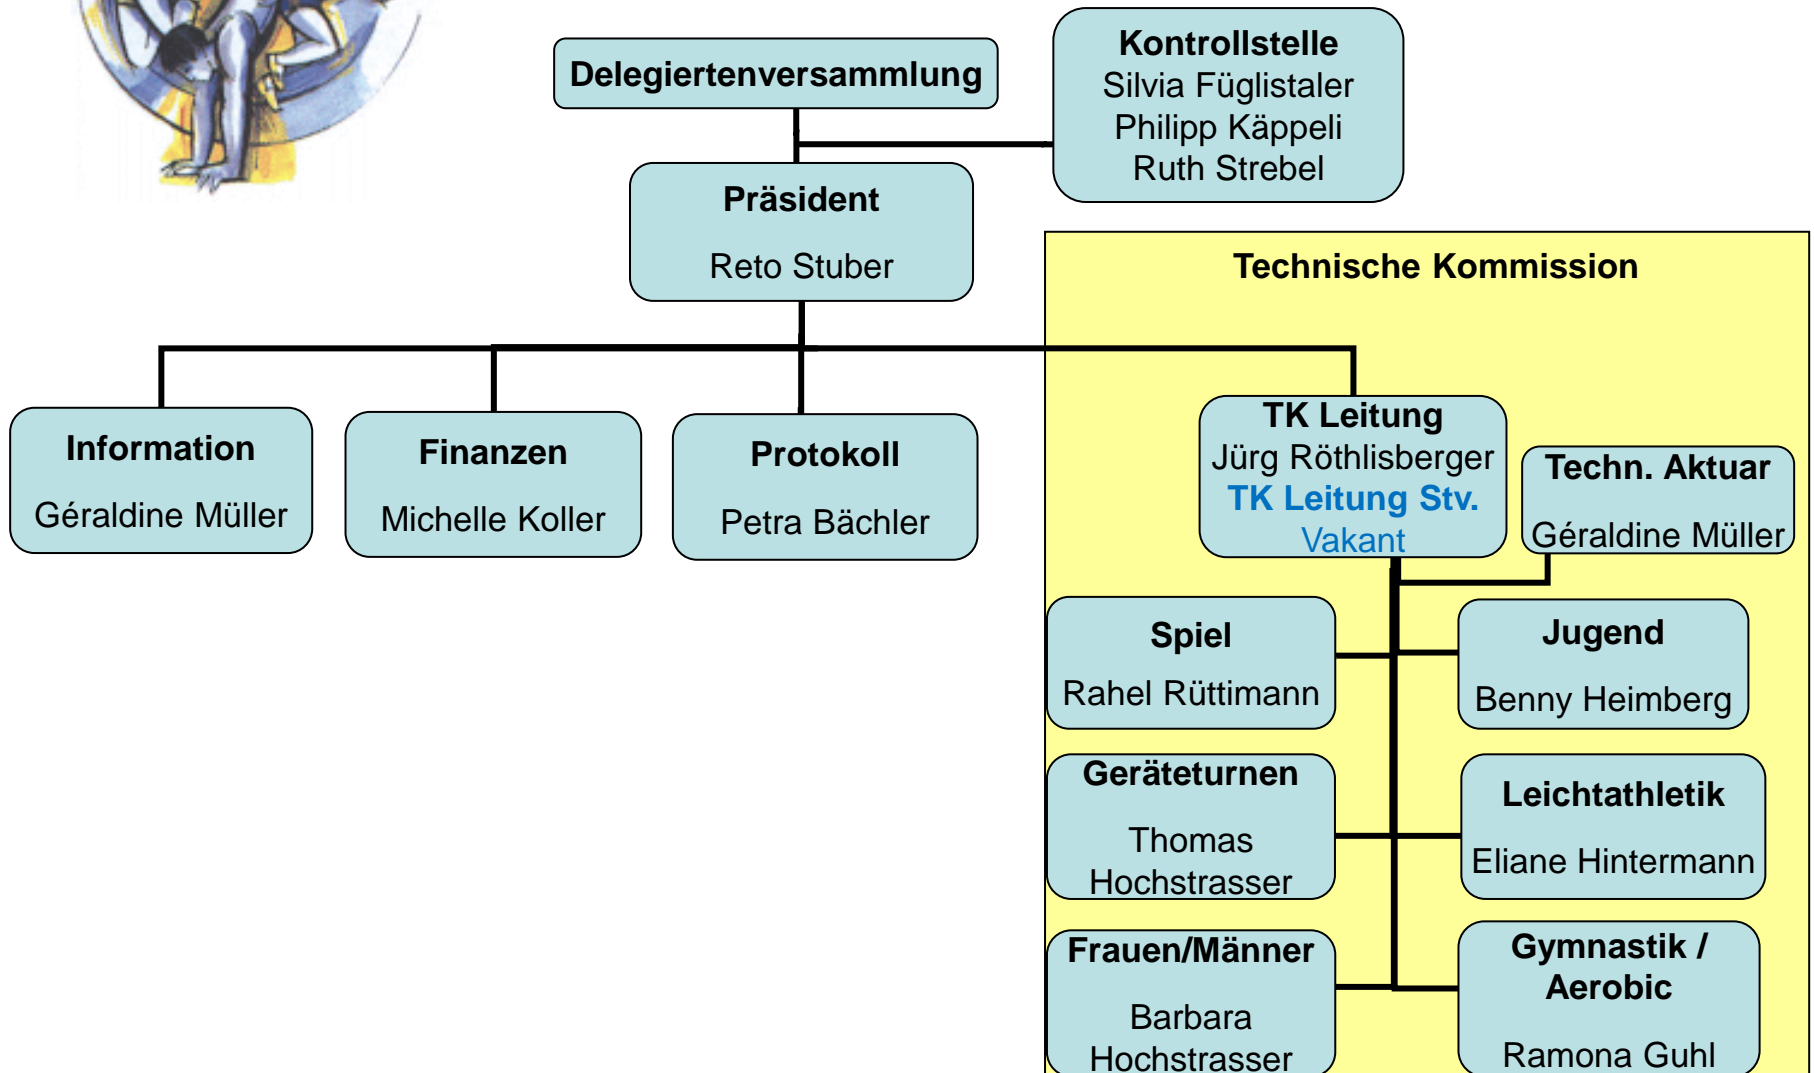 Delegiertenversammlung
Kontrollstelle
Silvia Füglistaler
Philipp Käppeli
Ruth Strebel
Präsident
Reto Stuber
Technische Kommission
Information
Géraldine Müller
Finanzen
Michelle Koller
Protokoll
Petra Bächler
TK Leitung
Jürg Röthlisberger
TK Leitung Stv.
Vakant
Techn. Aktuar
Géraldine Müller
Spiel
Rahel Rüttimann
Jugend
Benny Heimberg
Geräteturnen
Thomas
Hochstrasser
Leichtathletik
Eliane Hintermann
Frauen/Männer
Barbara
Hochstrasser
Gymnastik /
Aerobic
Ramona Guhl